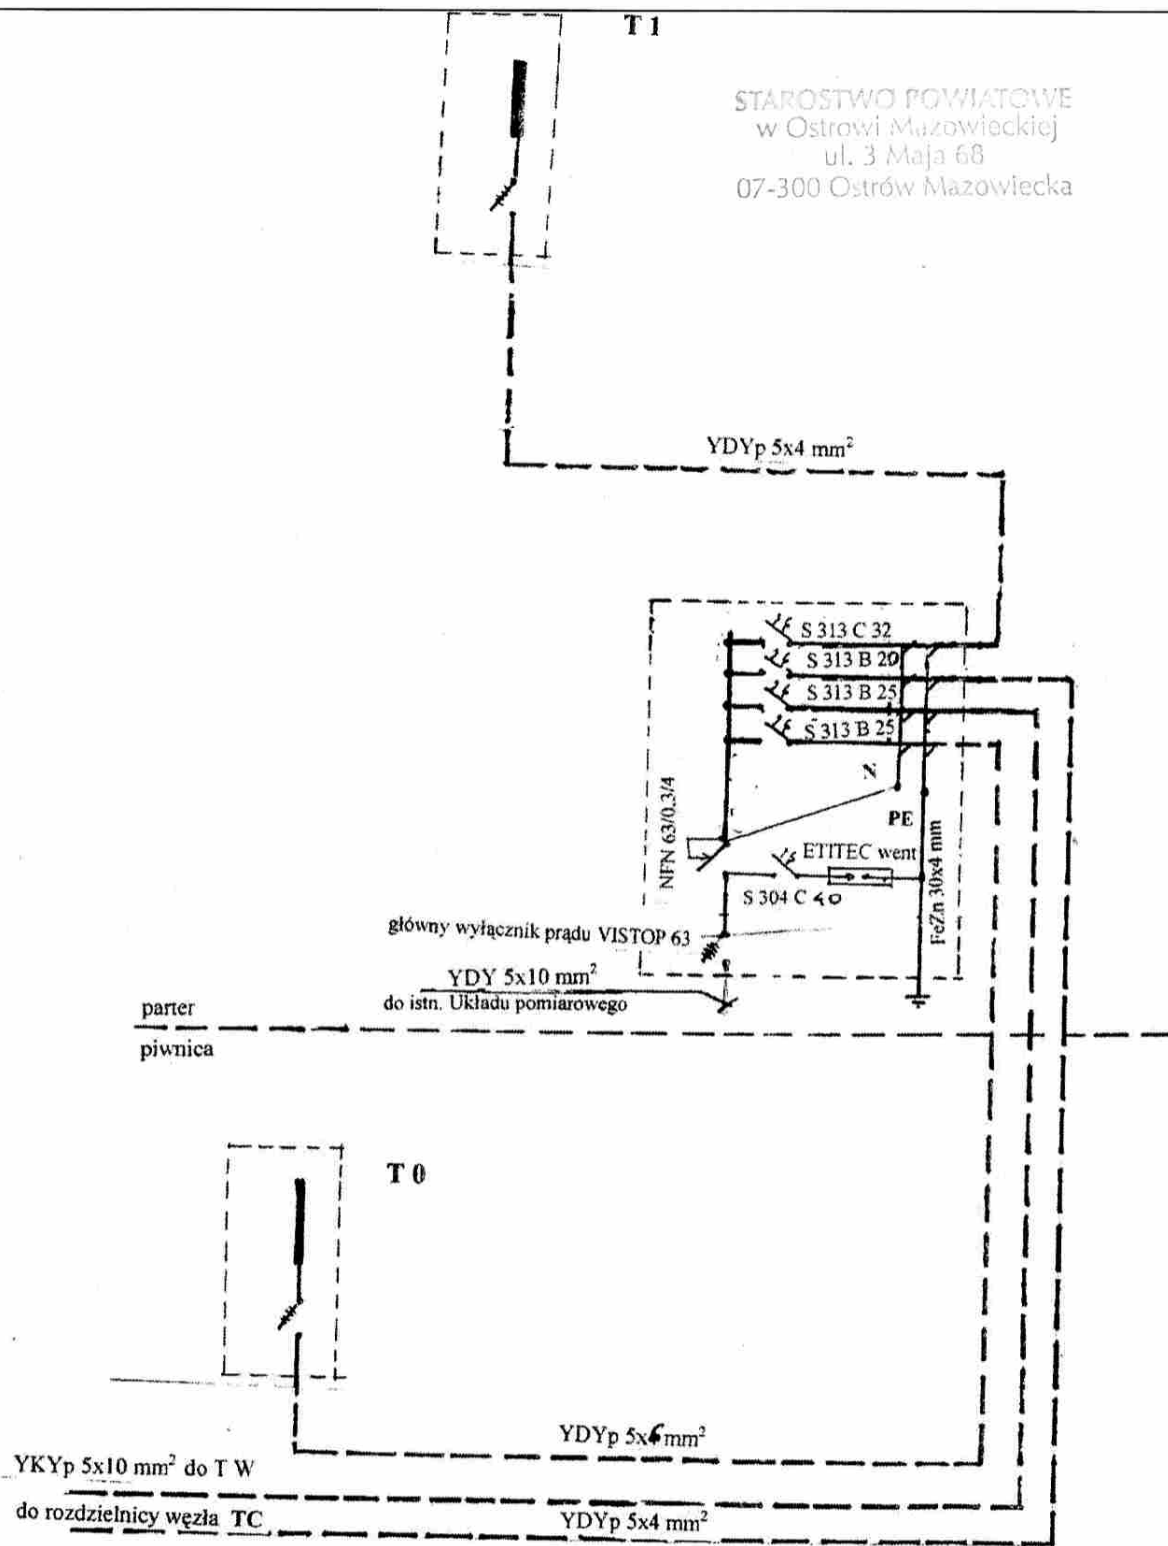 T 1
STAROSTWO POWIATOWE
w Ostrowi Mazowieckiej
ul. 3 Maja 68
07-300 Ostrów Mazowiecka
YDYp 5x4 mm²
S 313 C 32
S 313 B 20
S 313 B 25
S 313 B 25
N
NFN 63/0.3/4
PE
ETITEC went
S 304 C 40
FeZn 30x4 mm
główny wyłącznik prądu VISTOP 63
YDY 5x10 mm²
do istn. Układu pomiarowego
parter
piwnica
T 0
YDYp 5x6 mm²
YKYp 5x10 mm² do T W
do rozdzielnicy węzła TC
YDYp 5x4 mm²